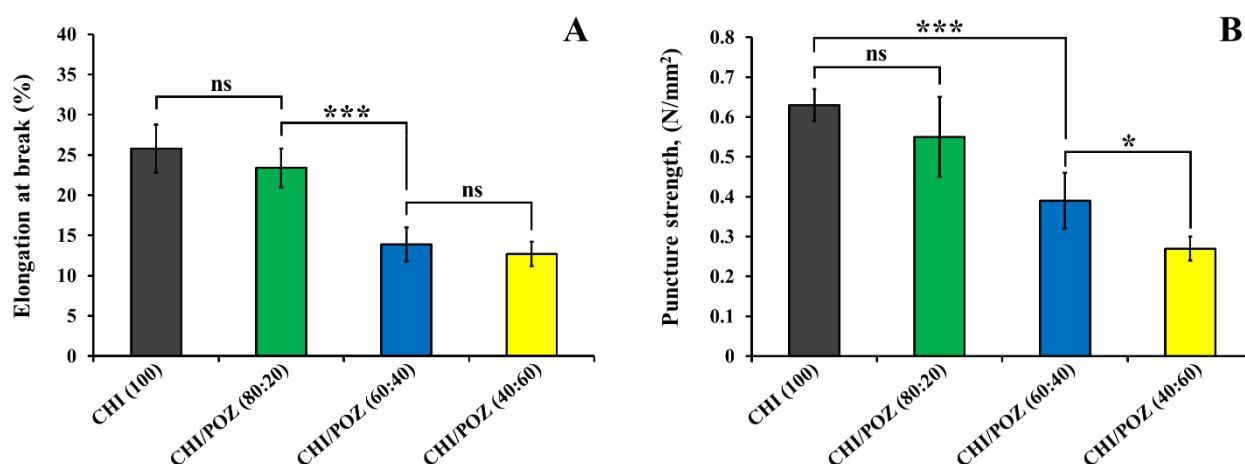 A
Elongation at break (%)
40
35
30
25
20
15
10
5
0
ns
***
ns
CHI (100)
CHI/POZ (80:20)
CHI/POZ (60:40)
CHI/POZ (40:60)
B
Puncture strength, (N/mm²)
0.8
0.7
0.6
0.5
0.4
0.3
0.2
0.1
0
***
ns
*
CHI (100)
CHI/POZ (80:20)
CHI/POZ (60:40)
CHI/POZ (40:60)